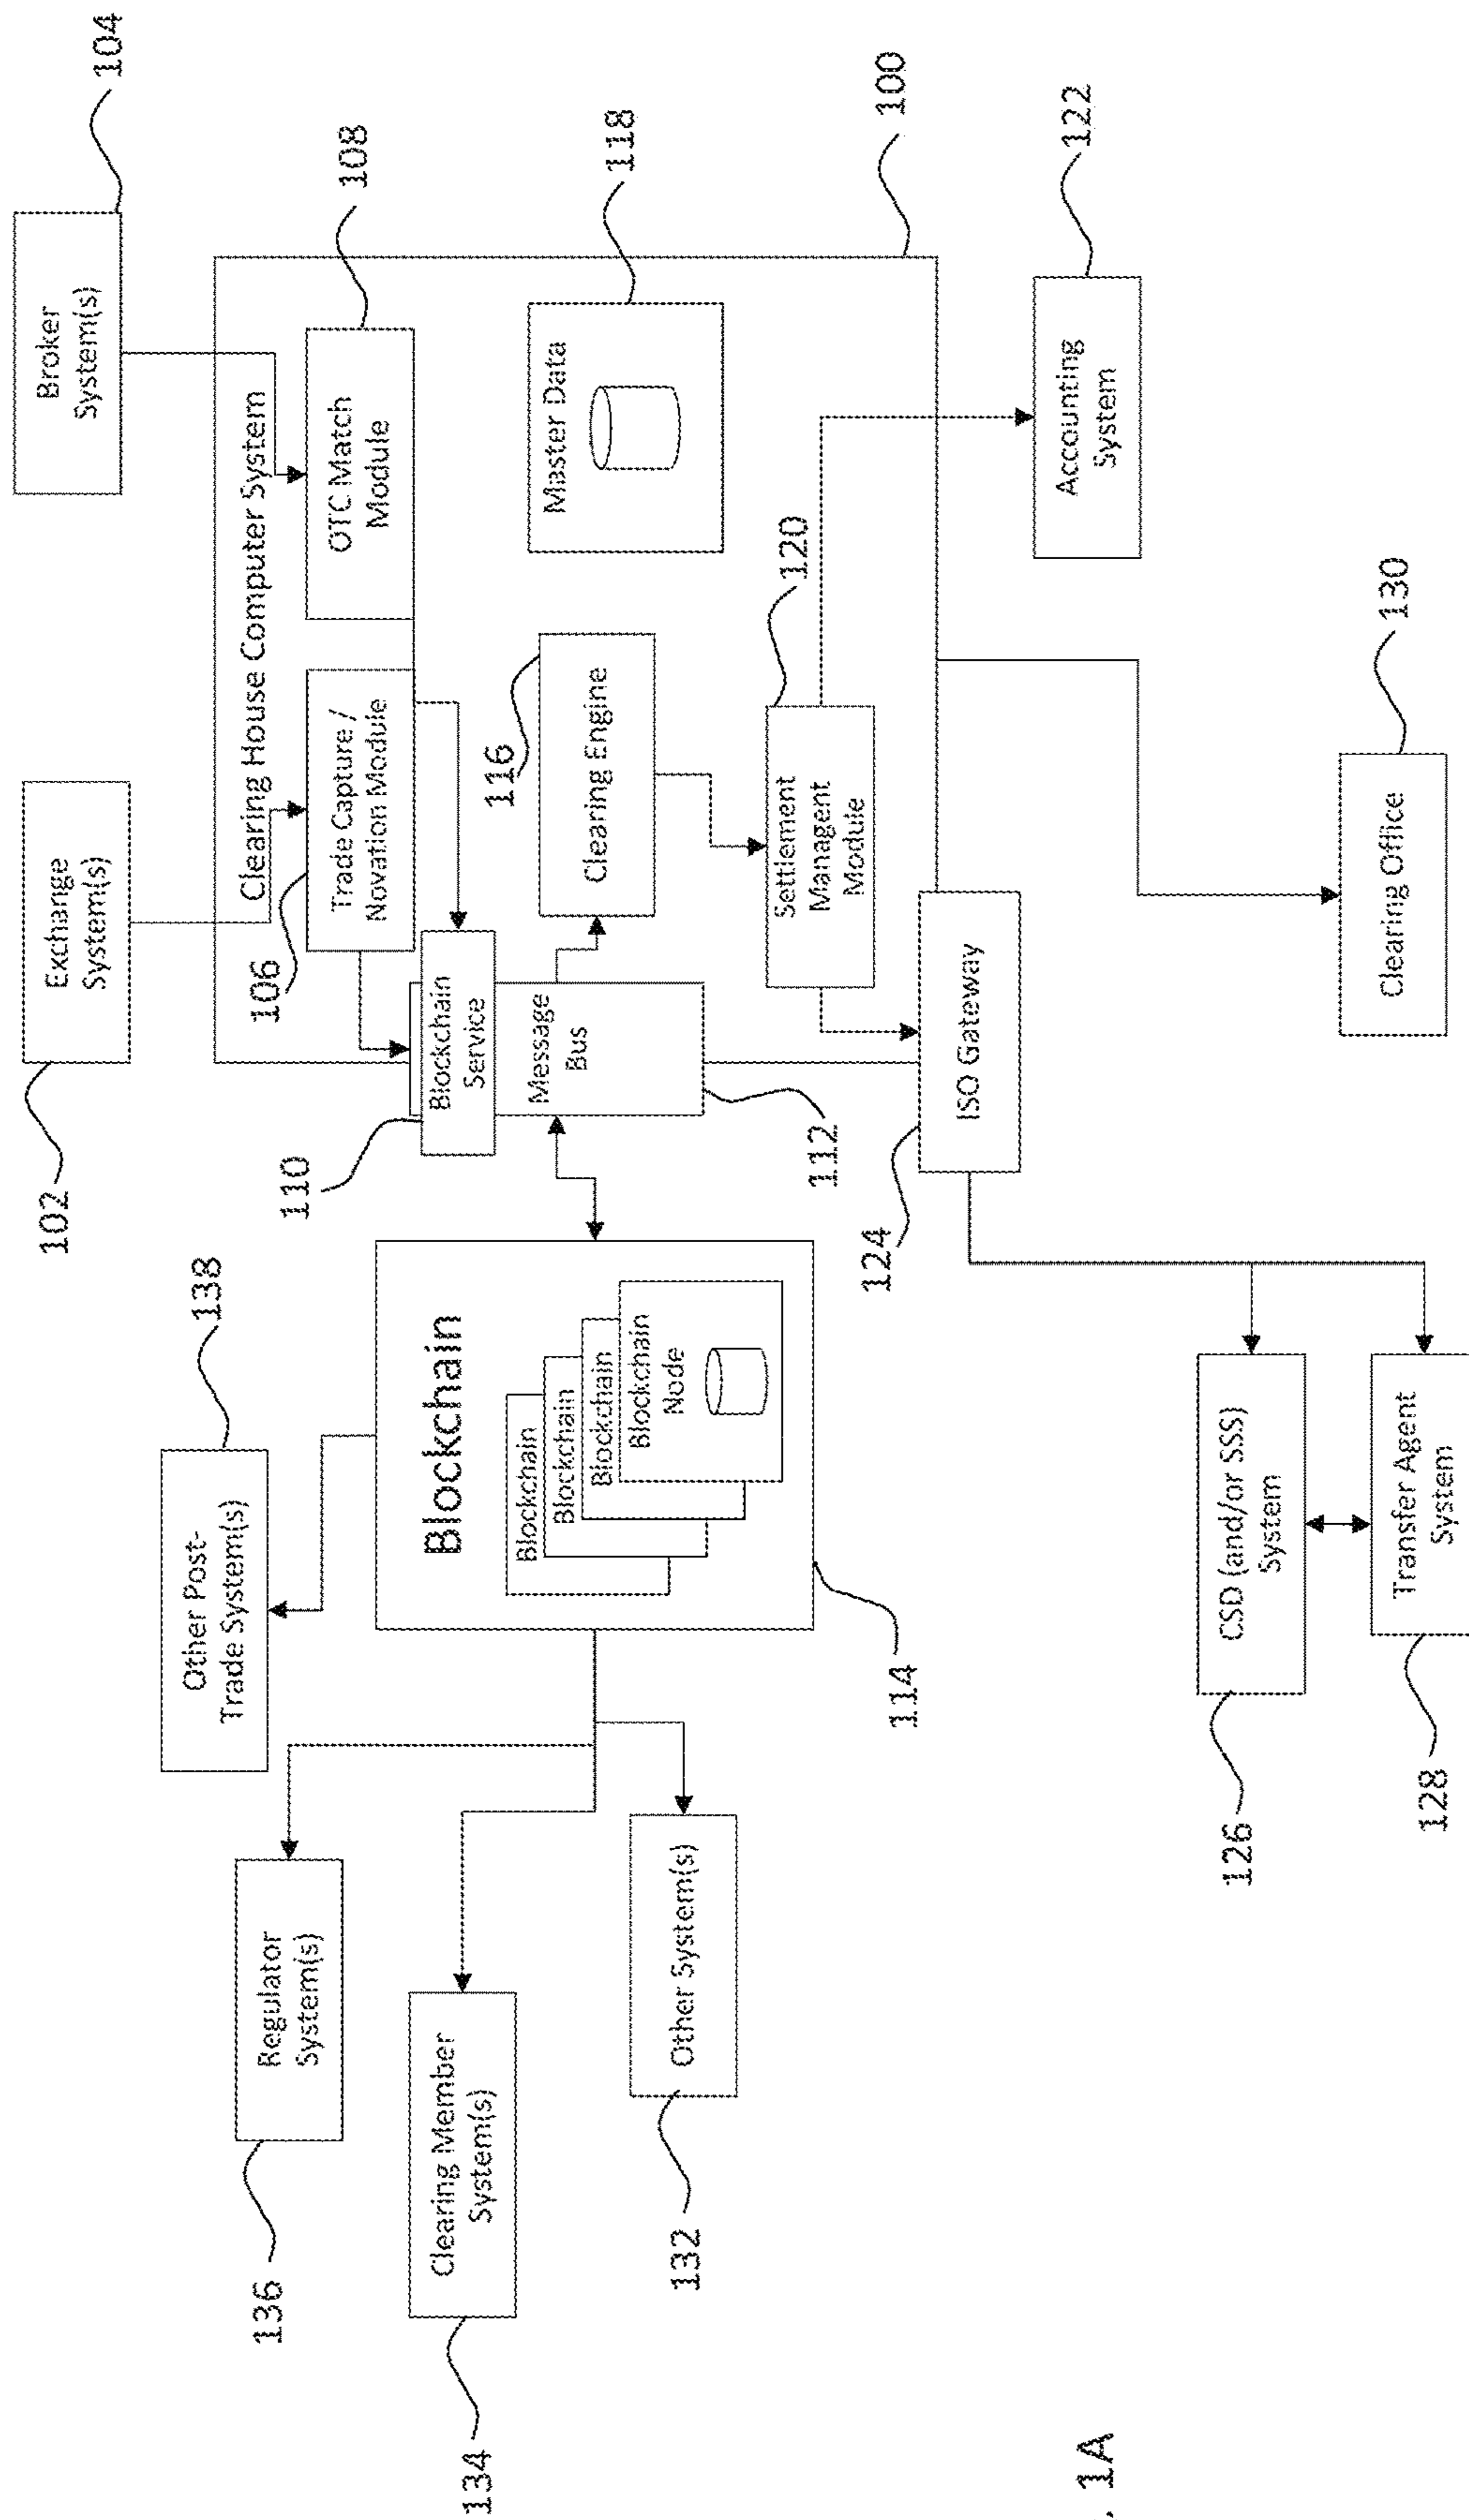 104
Broker
System(s)
102
Exchange
System(s)
100
Clearing House Computer System
108
OTC Match
Module
106
Trade Capture /
Novation Module
118
Master Data
110
Blockchain
Service
Message
Bus
112
116
Clearing Engine
120
Settlement
Managent
Module
122
Accounting
System
124
ISO Gateway
130
Clearing Office
138
Other Post-
Trade System(s)
Blockchain
Blockchain
Blockchain
Blockchain
Blockchain
Node
114
136
Regulator
System(s)
134
Clearing Member
System(s)
132
Other System(s)
126
CSD (and/or SSS)
System
128
Transfer Agent
System
. 1A